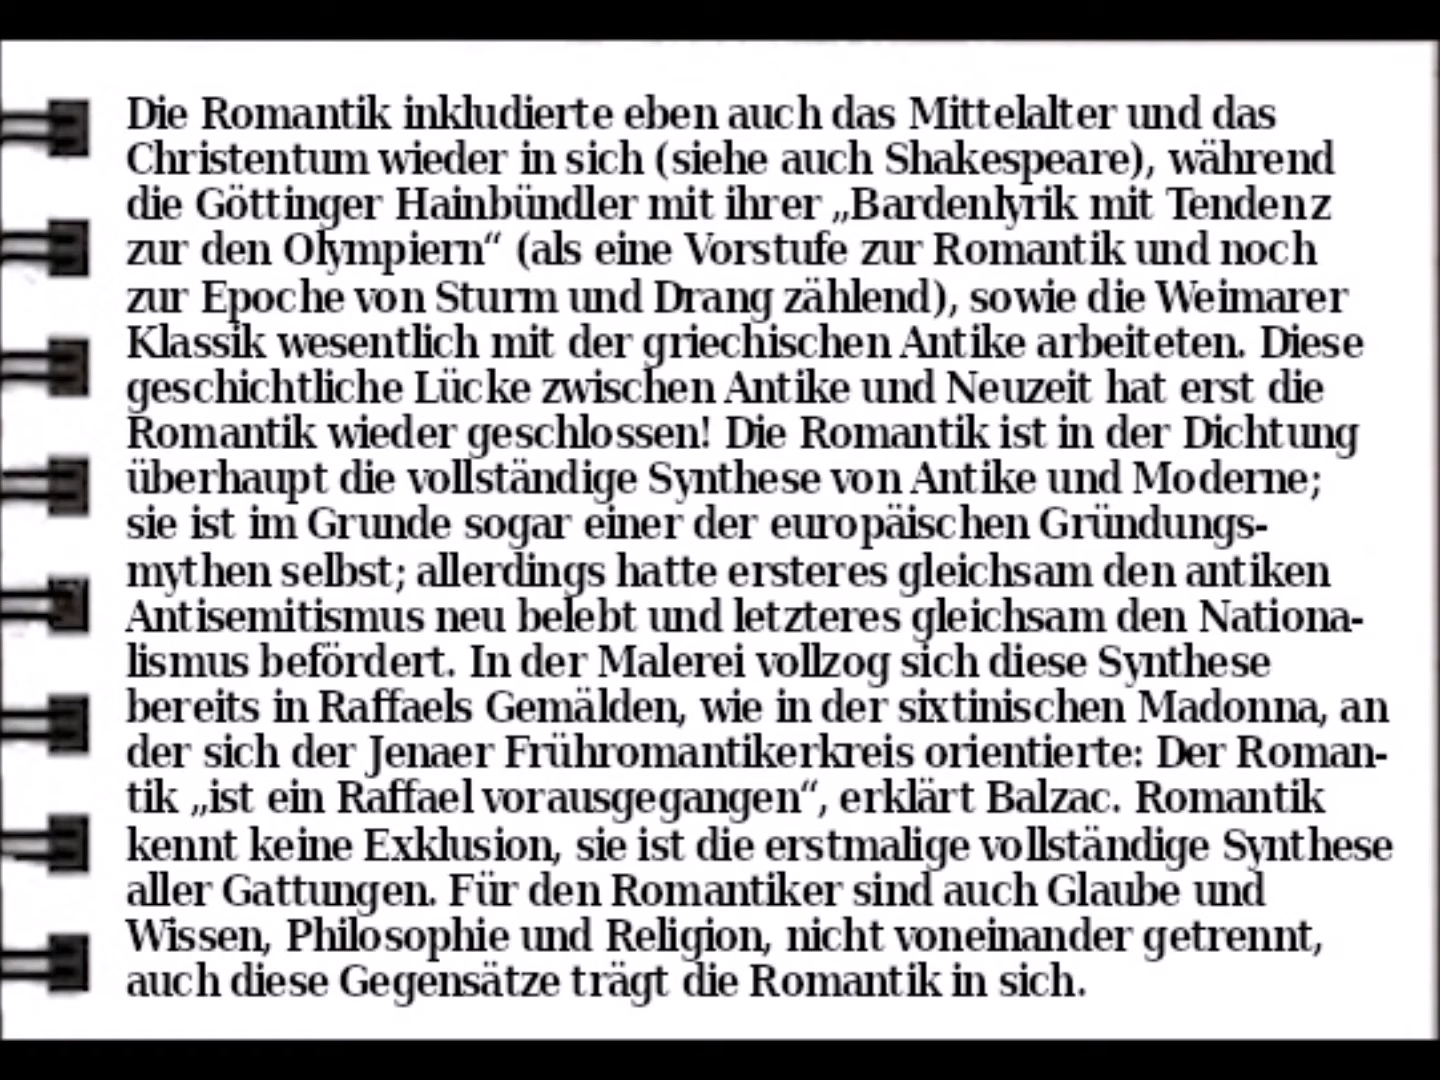 Die Romantik inkludierte eben auch das Mittelalter und das
Christentum wieder in sich (siehe auch Shakespeare), während
die Göttinger Hainbündler mit ihrer „Bardenlyrik mit Tendenz
zur den Olympiern“ (als eine Vorstufe zur Romantik und noch
zur Epoche von Sturm und Drang zählend), sowie die Weimarer
Klassik wesentlich mit der griechischen Antike arbeiteten. Diese
geschichtliche Lücke zwischen Antike und Neuzeit hat erst die
Romantik wieder geschlossen! Die Romantik ist in der Dichtung
überhaupt die vollständige Synthese von Antike und Moderne;
sie ist im Grunde sogar einer der europäischen Gründungs-
mythen selbst; allerdings hatte ersteres gleichsam den antiken
Antisemitismus neu belebt und letzteres gleichsam den Nationa-
lismus befördert. In der Malerei vollzog sich diese Synthese
bereits in Raffaels Gemälden, wie in der sixtinischen Madonna, an
der sich der Jenaer Frühromantikerkreis orientierte: Der Roman-
tik „ist ein Raffael vorausgegangen“, erklärt Balzac. Romantik
kennt keine Exklusion, sie ist die erstmalige vollständige Synthese
aller Gattungen. Für den Romantiker sind auch Glaube und
Wissen, Philosophie und Religion, nicht voneinander getrennt,
auch diese Gegensätze trägt die Romantik in sich.